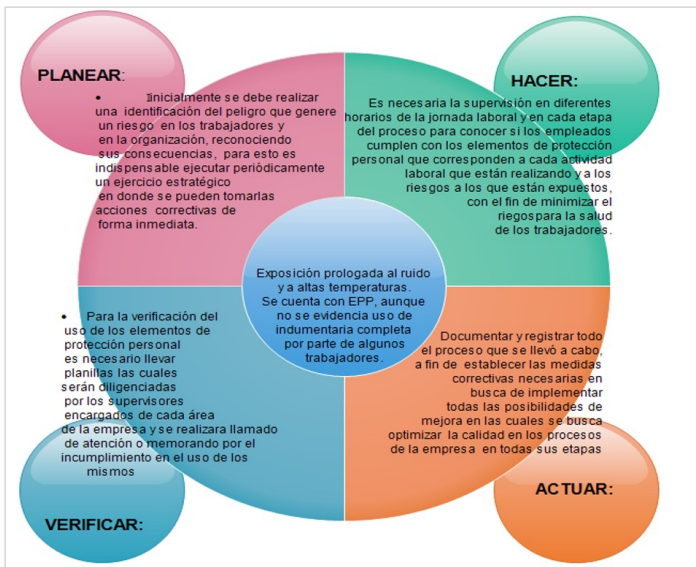 PLANEAR:
• Iinicialmente se debe realizar
una identificación del peligro que genere
un riesgo en los trabajadores y
en la organización, reconociendo
sus consecuencias, para esto es
indispensable ejecutar periódicamente
un ejercicio estratégico
en donde se pueden tomarlas
acciones correctivas de
forma inmediata.
HACER:
Es necesaria la supervisión en diferentes
horarios de la jornada laboral y en cada etapa
del proceso para conocer si los empleados
cumplen con los elementos de protección
personal que corresponden a cada actividad
laboral que están realizando y a los
riesgos a los que están expuestos,
con el fin de minimizar el
riegospara la salud
de los trabajadores.
Exposición prologada al ruido
y a altas temperaturas.
Se cuenta con EPP, aunque
no se evidencia uso de
indumentaria completa
por parte de algunos
trabajadores.
• Para la verificación del
uso de los elementos de
protección personal
es necesario llevar
planillas las cuales
serán diligenciadas
por los supervisores
encargados de cada área
de la empresa y se realizara llamado
de atención o memorando por el
incumplimiento en el uso de los
mismos
VERIFICAR:
Documentar y registrar todo
el proceso que se llevó a cabo,
a fin de establecer las medidas
correctivas necesarias en
busca de implementar
todas las posibilidades de
mejora en las cuales se busca
optimizar la calidad en los procesos
de la empresa en todas sus etapas
ACTUAR: